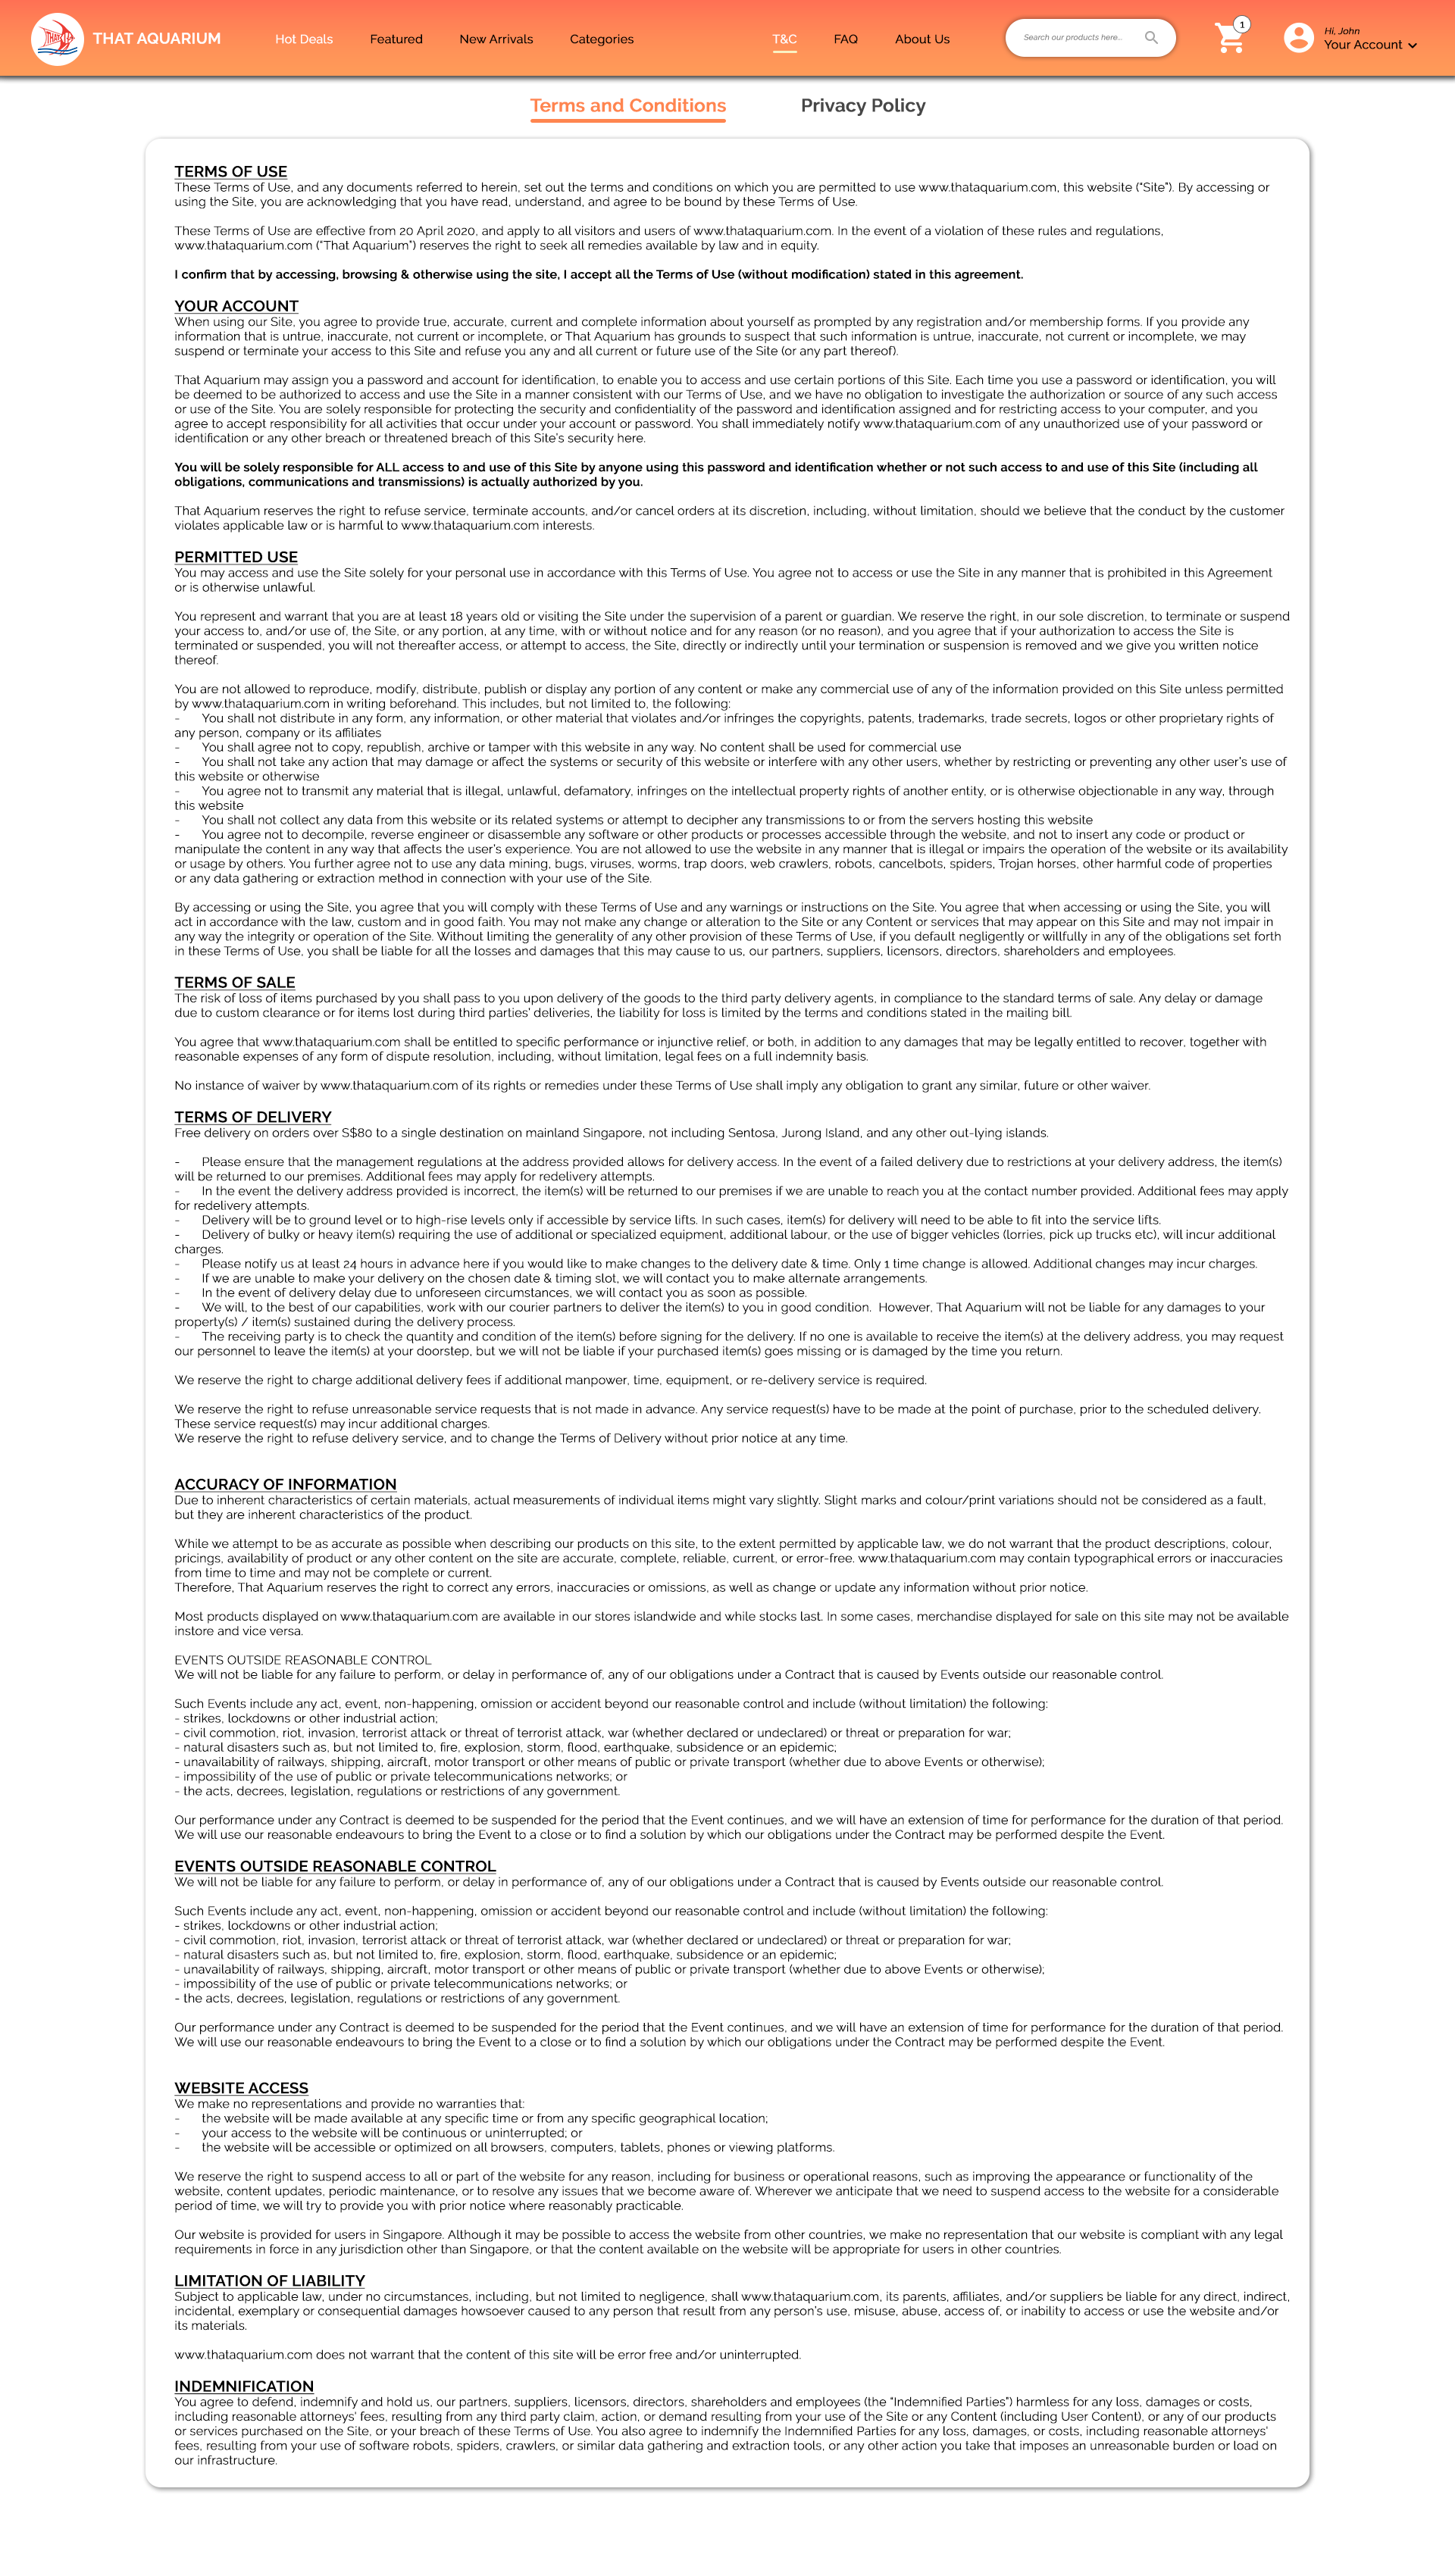 THAT AQUARIUM
Hot Deals
Featured
New Arrivals
Categories
T&C
FAQ
About Us
Search our products here...
1
Hi, John
Your Account
Terms and Conditions
Privacy Policy
TERMS OF USE
These Terms of Use, and any documents referred to herein, set out the terms and conditions on which you are permitted to use www.thataquarium.com, this website ("Site"). By accessing or
using the Site, you are acknowledging that you have read, understand, and agree to be bound by these Terms of Use.
These Terms of Use are effective from 20 April 2020, and apply to all visitors and users of www.thataquarium.com. In the event of a violation of these rules and regulations,
www.thataquarium.com ("That Aquarium") reserves the right to seek all remedies available by law and in equity.
I confirm that by accessing, browsing & otherwise using the site, I accept all the Terms of Use (without modification) stated in this agreement.
YOUR ACCOUNT
When using our Site, you agree to provide true, accurate, current and complete information about yourself as prompted by any registration and/or membership forms. If you provide any
information that is untrue, inaccurate, not current or incomplete, or That Aquarium has grounds to suspect that such information is untrue, inaccurate, not current or incomplete, we may
suspend or terminate your access to this Site and refuse you any and all current or future use of the Site (or any part thereof).
That Aquarium may assign you a password and account for identification, to enable you to access and use certain portions of this Site. Each time you use a password or identification, you will
be deemed to be authorized to access and use the Site in a manner consistent with our Terms of Use, and we have no obligation to investigate the authorization or source of any such access
or use of the Site. You are solely responsible for protecting the security and confidentiality of the password and identification assigned and for restricting access to your computer, and you
agree to accept responsibility for all activities that occur under your account or password. You shall immediately notify www.thataquarium.com of any unauthorized use of your password or
identification or any other breach or threatened breach of this Site's security here.
You will be solely responsible for ALL access to and use of this Site by anyone using this password and identification whether or not such access to and use of this Site (including all
obligations, communications and transmissions) is actually authorized by you.
That Aquarium reserves the right to refuse service, terminate accounts, and/or cancel orders at its discretion, including, without limitation, should we believe that the conduct by the customer
violates applicable law or is harmful to www.thataquarium.com interests.
PERMITTED USE
You may access and use the Site solely for your personal use in accordance with this Terms of Use. You agree not to access or use the Site in any manner that is prohibited in this Agreement
or is otherwise unlawful.
You represent and warrant that you are at least 18 years old or visiting the Site under the supervision of a parent or guardian. We reserve the right, in our sole discretion, to terminate or suspend
your access to, and/or use of, the Site, or any portion, at any time, with or without notice and for any reason (or no reason), and you agree that if your authorization to access the Site is
terminated or suspended, you will not thereafter access, or attempt to access, the Site, directly or indirectly until your termination or suspension is removed and we give you written notice
thereof.
You are not allowed to reproduce, modify, distribute, publish or display any portion of any content or make any commercial use of any of the information provided on this Site unless permitted
by www.thataquarium.com in writing beforehand. This includes, but not limited to, the following:
- You shall not distribute in any form, any information, or other material that violates and/or infringes the copyrights, patents, trademarks, trade secrets, logos or other proprietary rights of
any person, company or its affiliates
- You shall agree not to copy, republish, archive or tamper with this website in any way. No content shall be used for commercial use
- You shall not take any action that may damage or affect the systems or security of this website or interfere with any other users, whether by restricting or preventing any other user's use of
this website or otherwise
- You agree not to transmit any material that is illegal, unlawful, defamatory, infringes on the intellectual property rights of another entity, or is otherwise objectionable in any way, through
this website
- You shall not collect any data from this website or its related systems or attempt to decipher any transmissions to or from the servers hosting this website
- You agree not to decompile, reverse engineer or disassemble any software or other products or processes accessible through the website, and not to insert any code or product or
manipulate the content in any way that affects the user's experience. You are not allowed to use the website in any manner that is illegal or impairs the operation of the website or its availability
or usage by others. You further agree not to use any data mining, bugs, viruses, worms, trap doors, web crawlers, robots, cancelbots, spiders, Trojan horses, other harmful code of properties
or any data gathering or extraction method in connection with your use of the Site.
By accessing or using the Site, you agree that you will comply with these Terms of Use and any warnings or instructions on the Site. You agree that when accessing or using the Site, you will
act in accordance with the law, custom and in good faith. You may not make any change or alteration to the Site or any Content or services that may appear on this Site and may not impair in
any way the integrity or operation of the Site. Without limiting the generality of any other provision of these Terms of Use, if you default negligently or willfully in any of the obligations set forth
in these Terms of Use, you shall be liable for all the losses and damages that this may cause to us, our partners, suppliers, licensors, directors, shareholders and employees.
TERMS OF SALE
The risk of loss of items purchased by you shall pass to you upon delivery of the goods to the third party delivery agents, in compliance to the standard terms of sale. Any delay or damage
due to custom clearance or for items lost during third parties' deliveries, the liability for loss is limited by the terms and conditions stated in the mailing bill.
You agree that www.thataquarium.com shall be entitled to specific performance or injunctive relief, or both, in addition to any damages that may be legally entitled to recover, together with
reasonable expenses of any form of dispute resolution, including, without limitation, legal fees on a full indemnity basis.
No instance of waiver by www.thataquarium.com of its rights or remedies under these Terms of Use shall imply any obligation to grant any similar, future or other waiver.
TERMS OF DELIVERY
Free delivery on orders over S$80 to a single destination on mainland Singapore, not including Sentosa, Jurong Island, and any other out-lying islands.
- Please ensure that the management regulations at the address provided allows for delivery access. In the event of a failed delivery due to restrictions at your delivery address, the item(s)
will be returned to our premises. Additional fees may apply for redelivery attempts.
- In the event the delivery address provided is incorrect, the item(s) will be returned to our premises if we are unable to reach you at the contact number provided. Additional fees may apply
for redelivery attempts.
- Delivery will be to ground level or to high-rise levels only if accessible by service lifts. In such cases, item(s) for delivery will need to be able to fit into the service lifts.
- Delivery of bulky or heavy item(s) requiring the use of additional or specialized equipment, additional labour, or the use of bigger vehicles (lorries, pick up trucks etc), will incur additional
charges.
- Please notify us at least 24 hours in advance here if you would like to make changes to the delivery date & time. Only 1 time change is allowed. Additional changes may incur charges.
- If we are unable to make your delivery on the chosen date & timing slot, we will contact you to make alternate arrangements.
- In the event of delivery delay due to unforeseen circumstances, we will contact you as soon as possible.
- We will, to the best of our capabilities, work with our courier partners to deliver the item(s) to you in good condition. However, That Aquarium will not be liable for any damages to your
property(s) / item(s) sustained during the delivery process.
- The receiving party is to check the quantity and condition of the item(s) before signing for the delivery. If no one is available to receive the item(s) at the delivery address, you may request
our personnel to leave the item(s) at your doorstep, but we will not be liable if your purchased item(s) goes missing or is damaged by the time you return.
We reserve the right to charge additional delivery fees if additional manpower, time, equipment, or re-delivery service is required.
We reserve the right to refuse unreasonable service requests that is not made in advance. Any service request(s) have to be made at the point of purchase, prior to the scheduled delivery.
These service request(s) may incur additional charges.
We reserve the right to refuse delivery service, and to change the Terms of Delivery without prior notice at any time.
ACCURACY OF INFORMATION
Due to inherent characteristics of certain materials, actual measurements of individual items might vary slightly. Slight marks and colour/print variations should not be considered as a fault,
but they are inherent characteristics of the product.
While we attempt to be as accurate as possible when describing our products on this site, to the extent permitted by applicable law, we do not warrant that the product descriptions, colour,
pricings, availability of product or any other content on the site are accurate, complete, reliable, current, or error-free. www.thataquarium.com may contain typographical errors or inaccuracies
from time to time and may not be complete or current.
Therefore, That Aquarium reserves the right to correct any errors, inaccuracies or omissions, as well as change or update any information without prior notice.
Most products displayed on www.thataquarium.com are available in our stores islandwide and while stocks last. In some cases, merchandise displayed for sale on this site may not be available
instore and vice versa.
EVENTS OUTSIDE REASONABLE CONTROL
We will not be liable for any failure to perform, or delay in performance of, any of our obligations under a Contract that is caused by Events outside our reasonable control.
Such Events include any act, event, non-happening, omission or accident beyond our reasonable control and include (without limitation) the following:
- strikes, lockdowns or other industrial action;
- civil commotion, riot, invasion, terrorist attack or threat of terrorist attack, war (whether declared or undeclared) or threat or preparation for war;
- natural disasters such as, but not limited to, fire, explosion, storm, flood, earthquake, subsidence or an epidemic;
- unavailability of railways, shipping, aircraft, motor transport or other means of public or private transport (whether due to above Events or otherwise);
- impossibility of the use of public or private telecommunications networks; or
- the acts, decrees, legislation, regulations or restrictions of any government.
Our performance under any Contract is deemed to be suspended for the period that the Event continues, and we will have an extension of time for performance for the duration of that period.
We will use our reasonable endeavours to bring the Event to a close or to find a solution by which our obligations under the Contract may be performed despite the Event.
EVENTS OUTSIDE REASONABLE CONTROL
We will not be liable for any failure to perform, or delay in performance of, any of our obligations under a Contract that is caused by Events outside our reasonable control.
Such Events include any act, event, non-happening, omission or accident beyond our reasonable control and include (without limitation) the following:
- strikes, lockdowns or other industrial action;
- civil commotion, riot, invasion, terrorist attack or threat of terrorist attack, war (whether declared or undeclared) or threat or preparation for war;
- natural disasters such as, but not limited to, fire, explosion, storm, flood, earthquake, subsidence or an epidemic;
- unavailability of railways, shipping, aircraft, motor transport or other means of public or private transport (whether due to above Events or otherwise);
- impossibility of the use of public or private telecommunications networks; or
- the acts, decrees, legislation, regulations or restrictions of any government.
Our performance under any Contract is deemed to be suspended for the period that the Event continues, and we will have an extension of time for performance for the duration of that period.
We will use our reasonable endeavours to bring the Event to a close or to find a solution by which our obligations under the Contract may be performed despite the Event.
WEBSITE ACCESS
We make no representations and provide no warranties that:
- the website will be made available at any specific time or from any specific geographical location;
- your access to the website will be continuous or uninterrupted; or
- the website will be accessible or optimized on all browsers, computers, tablets, phones or viewing platforms.
We reserve the right to suspend access to all or part of the website for any reason, including for business or operational reasons, such as improving the appearance or functionality of the
website, content updates, periodic maintenance, or to resolve any issues that we become aware of. Wherever we anticipate that we need to suspend access to the website for a considerable
period of time, we will try to provide you with prior notice where reasonably practicable.
Our website is provided for users in Singapore. Although it may be possible to access the website from other countries, we make no representation that our website is compliant with any legal
requirements in force in any jurisdiction other than Singapore, or that the content available on the website will be appropriate for users in other countries.
LIMITATION OF LIABILITY
Subject to applicable law, under no circumstances, including, but not limited to negligence, shall www.thataquarium.com, its parents, affiliates, and/or suppliers be liable for any direct, indirect,
incidental, exemplary or consequential damages howsoever caused to any person that result from any person's use, misuse, abuse, access of, or inability to access or use the website and/or
its materials.
www.thataquarium.com does not warrant that the content of this site will be error free and/or uninterrupted.
INDEMNIFICATION
You agree to defend, indemnify and hold us, our partners, suppliers, licensors, directors, shareholders and employees (the "Indemnified Parties") harmless for any loss, damages or costs,
including reasonable attorneys' fees, resulting from any third party claim, action, or demand resulting from your use of the Site or any Content (including User Content), or any of our products
or services purchased on the Site, or your breach of these Terms of Use. You also agree to indemnify the Indemnified Parties for any loss, damages, or costs, including reasonable attorneys'
fees, resulting from your use of software robots, spiders, crawlers, or similar data gathering and extraction tools, or any other action you take that imposes an unreasonable burden or load on
our infrastructure.